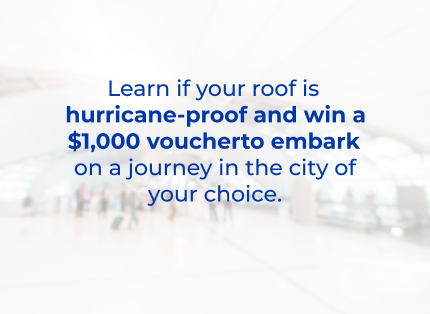 Learn if your roof is
hurricane-proof and win a
$1,000 voucherto embark
on a journey in the city of
your choice.